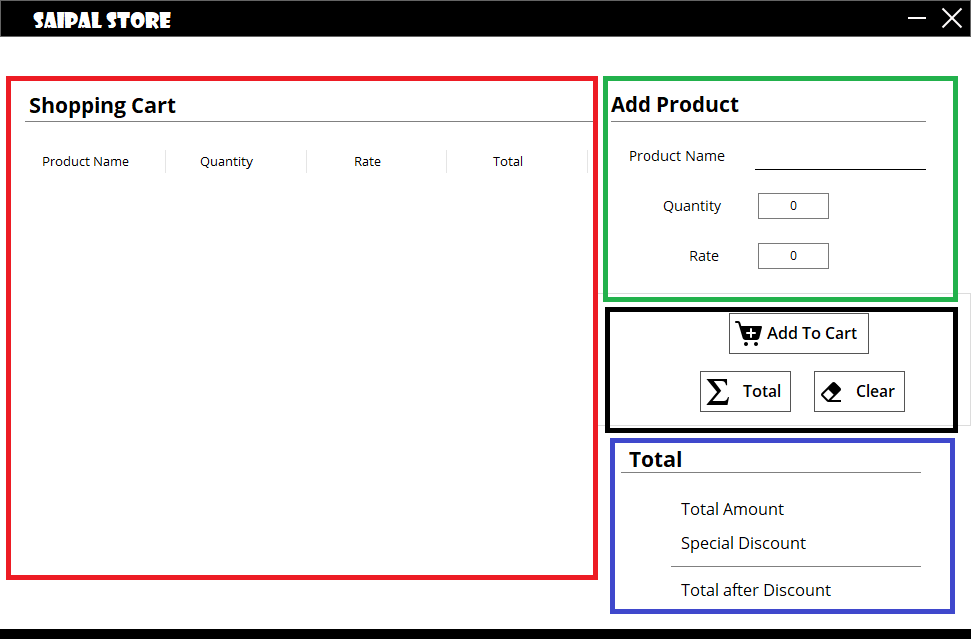 SAIPAL STORE
Shopping Cart
Product Name Quantity Rate Total
Add Product
Product Name
Quantity 0
Rate 0
Add To Cart
Total Clear
Total
Total Amount
Special Discount
Total after Discount